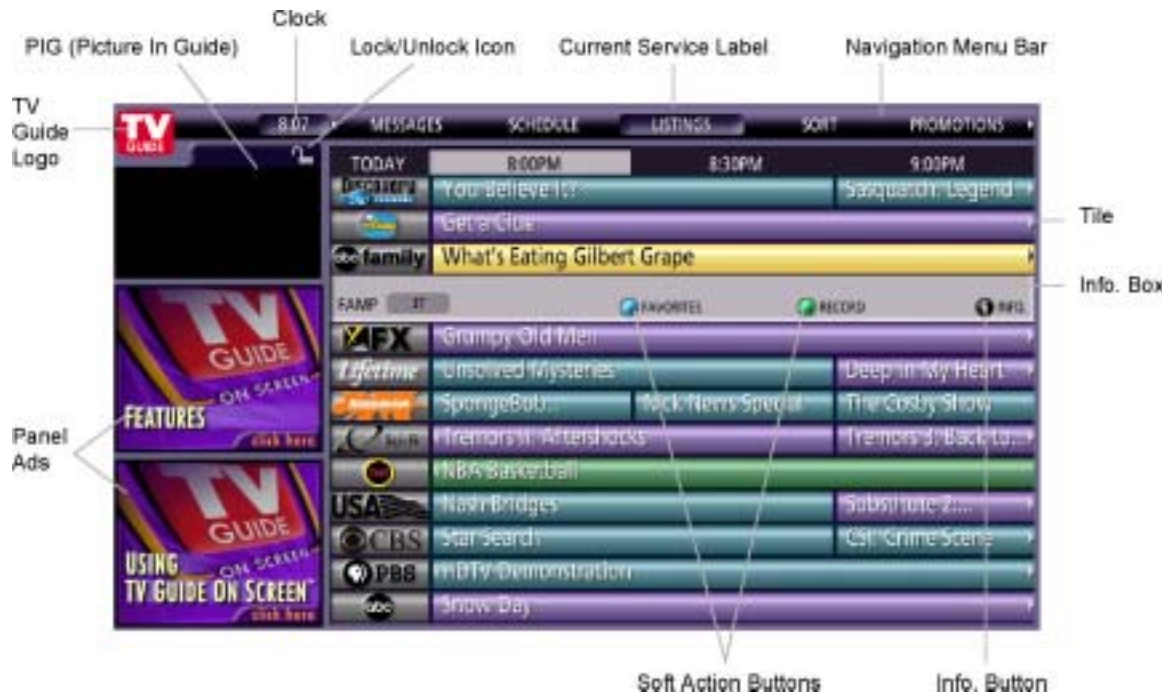 Clock
PIG (Picture In Guide)
Lock/Unlock Icon
Current Service Label
Navigation Menu Bar
TV
Guide
Logo
TV
GUIDE
8:07
MESSAGES
SCHEDULE
LISTINGS
SORT
PROMOTIONS
TODAY
8:00PM
8:30PM
9:00PM
Discovery
You Believe It?
Sasquatch: Legend
Tile
Get a Clue
abc family
What's Eating Gilbert Grape
Info. Box
FAMP
FAVORITES
RECORD
INFO
FX
Grumpy Old Men
Lifetime
Unsolved Mysteries
Deep In My Heart
SpongeBob...
Nick News Special
The Cosby Show
Sci-Fi
Tremors II: Aftershocks
Tremors 3: Back to...
NBA Basketball
USA
Nash Bridges
Substitute 2:...
CBS
Star Search
CSI: Crime Scene
PBS
HDTV Demonstration
abc
Snow Day
Panel
Ads
TV
GUIDE
ON SCREEN
FEATURES
click here
TV
GUIDE
ON SCREEN
USING
TV GUIDE ON SCREEN™
click here
Soft Action Buttons
Info. Button